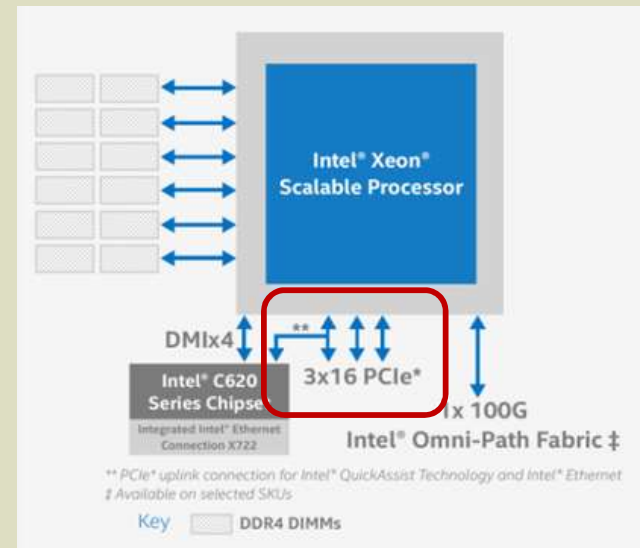 Intel® Xeon®
Scalable Processor
DMIx4
**
3x16 PCIe*
Intel® C620
Series Chipset
Integrated Intel® Ethernet
Connection X722
1x 100G
Intel® Omni-Path Fabric ‡
** PCIe* uplink connection for Intel® QuickAssist Technology and Intel® Ethernet
‡ Available on selected SKUs
Key DDR4 DIMMs